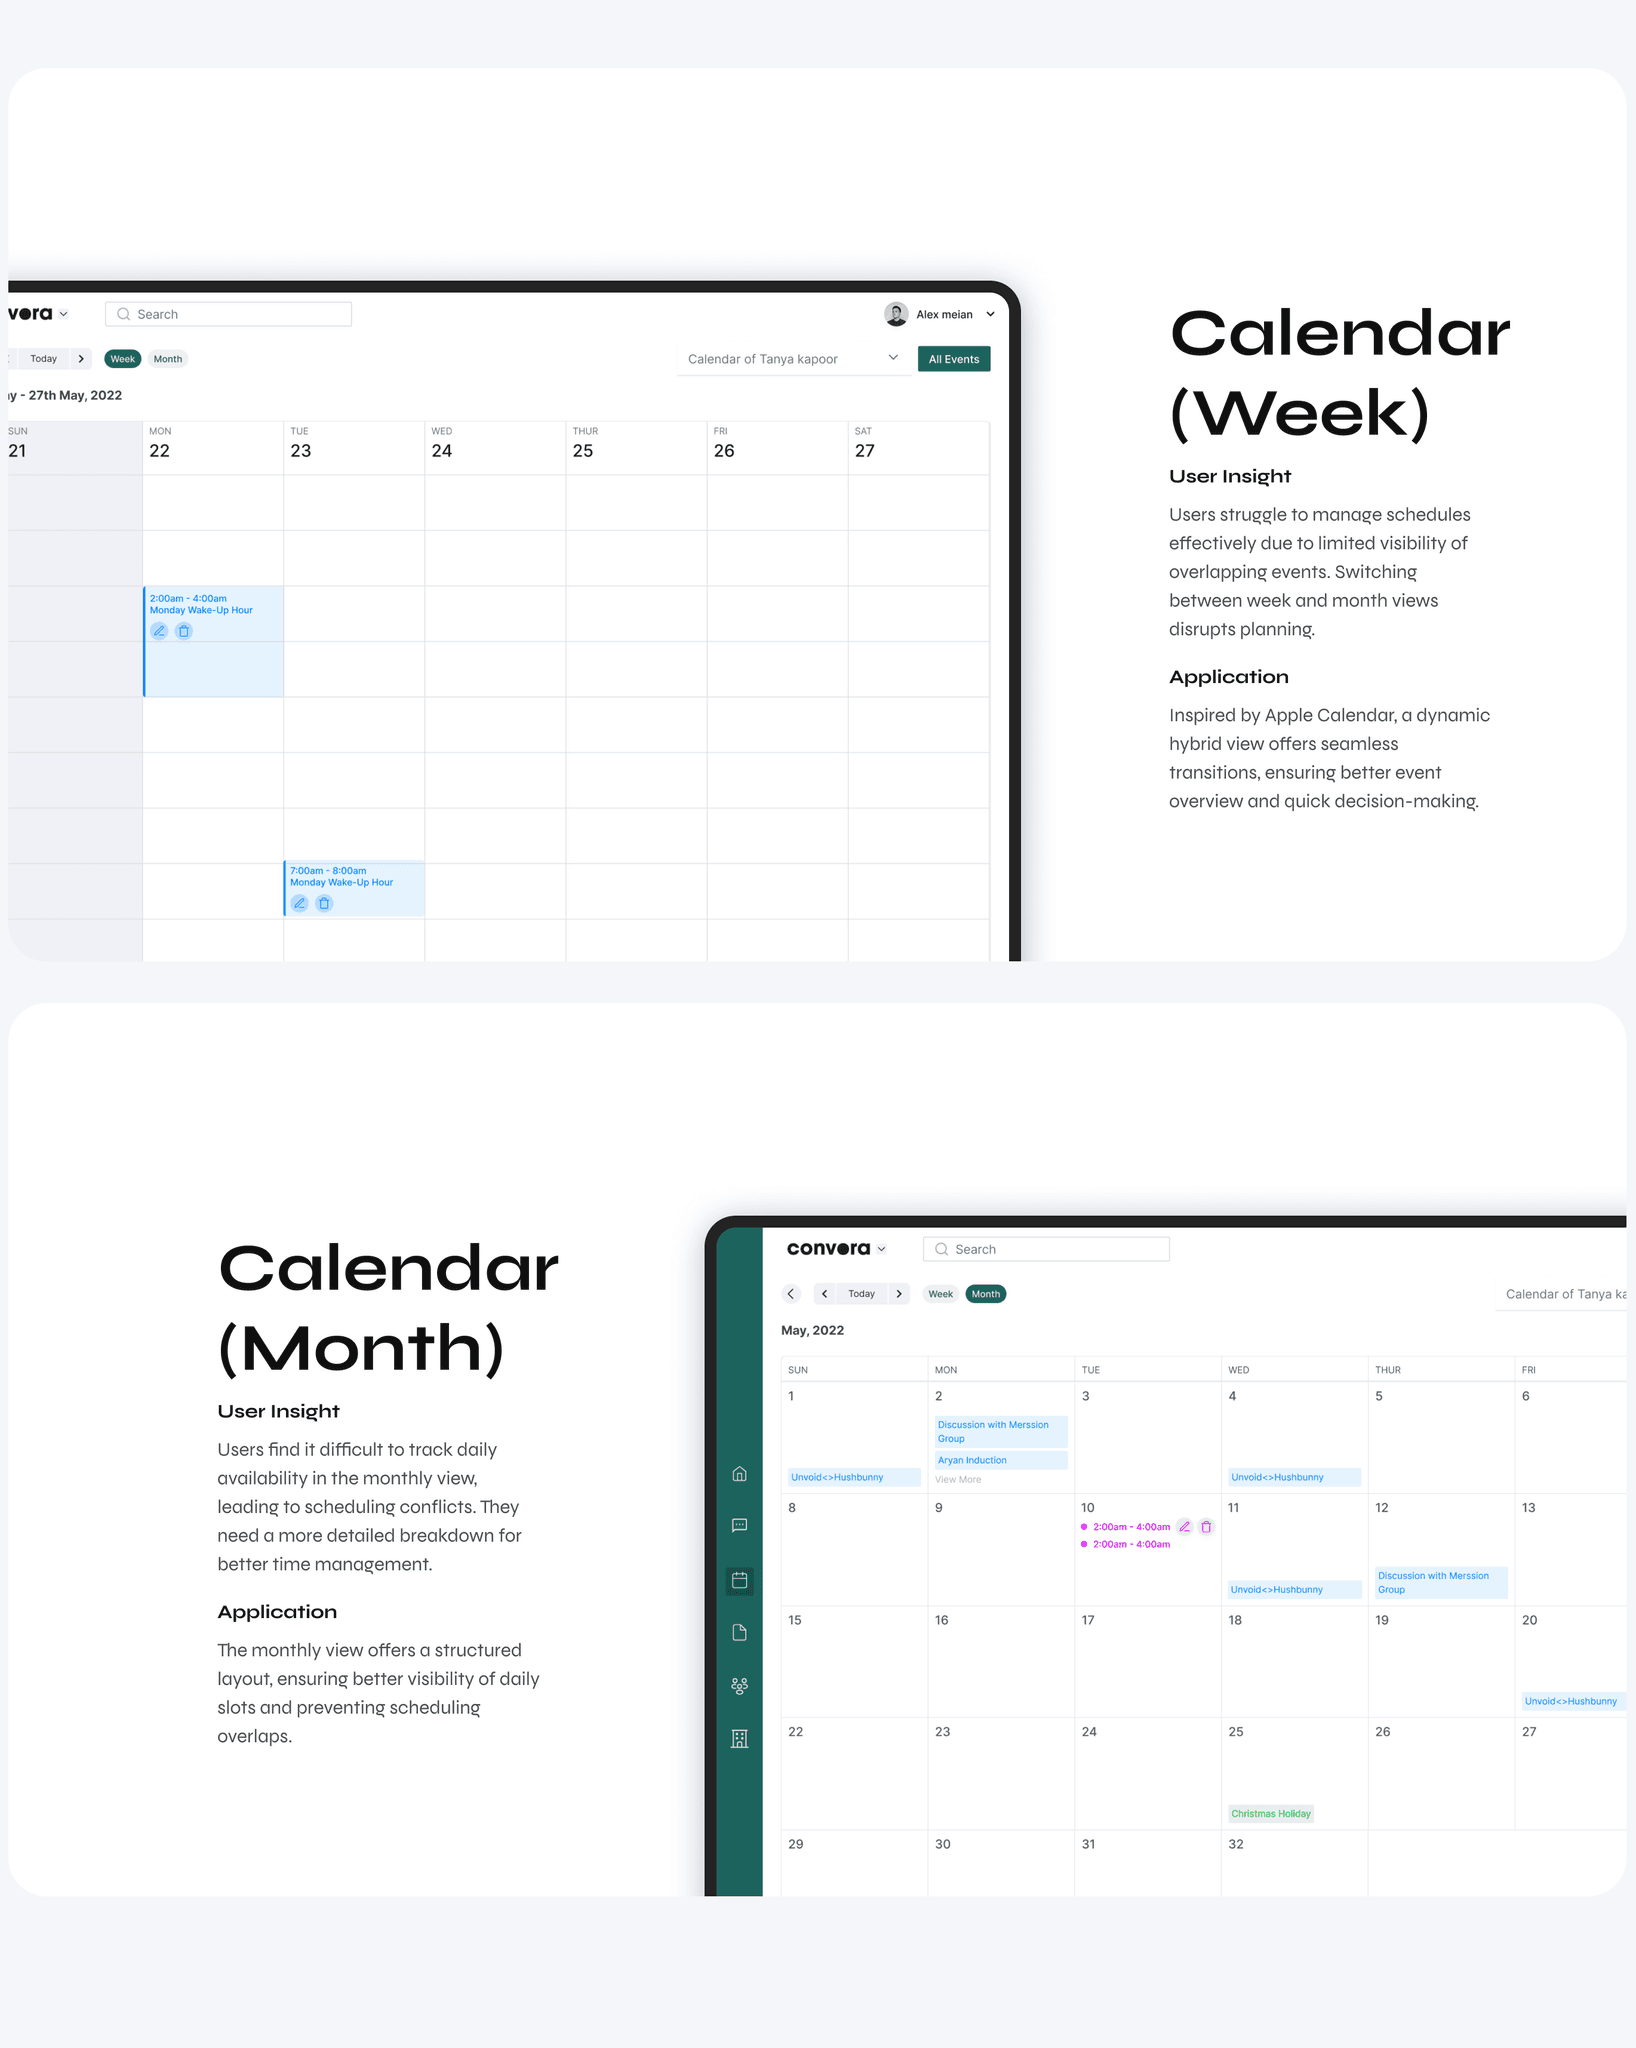 vora
Search
Alex meian
Today
Week
Month
Calendar of Tanya kapoor
All Events
ay - 27th May, 2022
SUN
21
MON
22
TUE
23
WED
24
THUR
25
FRI
26
SAT
27
2:00am - 4:00am
Monday Wake-Up Hour
7:00am - 8:00am
Monday Wake-Up Hour
Calendar
(Week)
User Insight
Users struggle to manage schedules
effectively due to limited visibility of
overlapping events. Switching
between week and month views
disrupts planning.
Application
Inspired by Apple Calendar, a dynamic
hybrid view offers seamless
transitions, ensuring better event
overview and quick decision-making.
Calendar
(Month)
User Insight
Users find it difficult to track daily
availability in the monthly view,
leading to scheduling conflicts. They
need a more detailed breakdown for
better time management.
Application
The monthly view offers a structured
layout, ensuring better visibility of daily
slots and preventing scheduling
overlaps.
convora
Search
Today
Week
Month
Calendar of Tanya ka
May, 2022
SUN
MON
TUE
WED
THUR
FRI
1
Unvoid<>Hushbunny
2
Discussion with Merssion
Group
Aryan Induction
View More
3
4
Unvoid<>Hushbunny
5
6
8
9
10
2:00am - 4:00am
2:00am - 4:00am
11
Unvoid<>Hushbunny
12
Discussion with Merssion
Group
13
15
16
17
18
19
20
Unvoid<>Hushbunny
22
23
24
25
Christmas Holiday
26
27
29
30
31
32